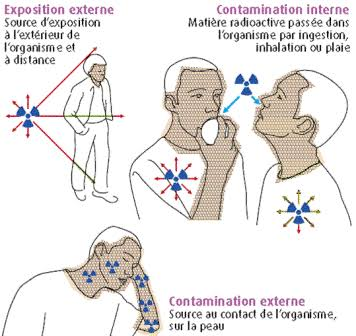 Exposition externe
Source d'exposition
à l'extérieur de
l'organisme et
à distance
Contamination interne
Matière radioactive passée dans
l'organisme par ingestion,
inhalation ou plaie
Contamination externe
Source au contact de l'organisme,
sur la peau